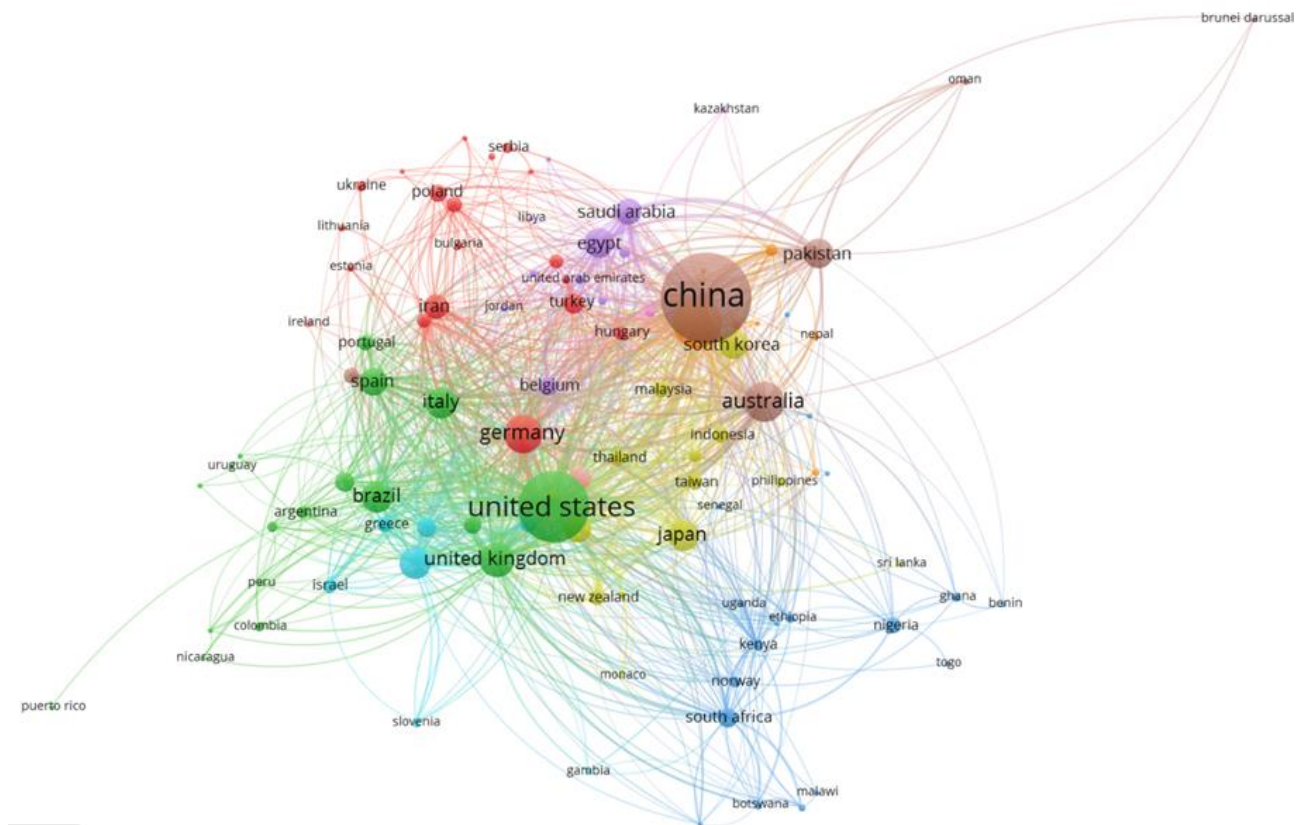 brunei darussal
oman
kazakhstan
serbia
ukraine
poland
saudi arabia
libya
lithuania
bulgaria
egypt
pakistan
estonia
united arab emirates
china
iran
jordan
turkey
ireland
hungary
nepal
portugal
south korea
spain
belgium
malaysia
italy
australia
germany
indonesia
thailand
uruguay
taiwan
philippines
brazil
united states
senegal
argentina
greece
japan
united kingdom
sri lanka
peru
israel
new zealand
uganda
ghana
benin
ethiopia
colombia
nigeria
kenya
nicaragua
togo
monaco
norway
puerto rico
slovenia
south africa
gambia
malawi
botswana